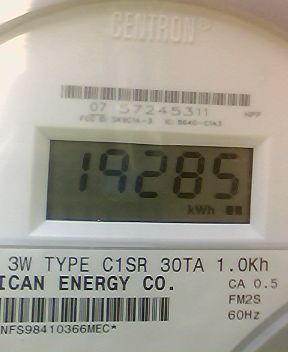 CENTRON®
07 57245311 NPP
19285
kWh
3W TYPE C1SR 30TA 1.0Kh
ICAN ENERGY CO. CA 0.5
FM2S
NFS98410366MEC* 60Hz